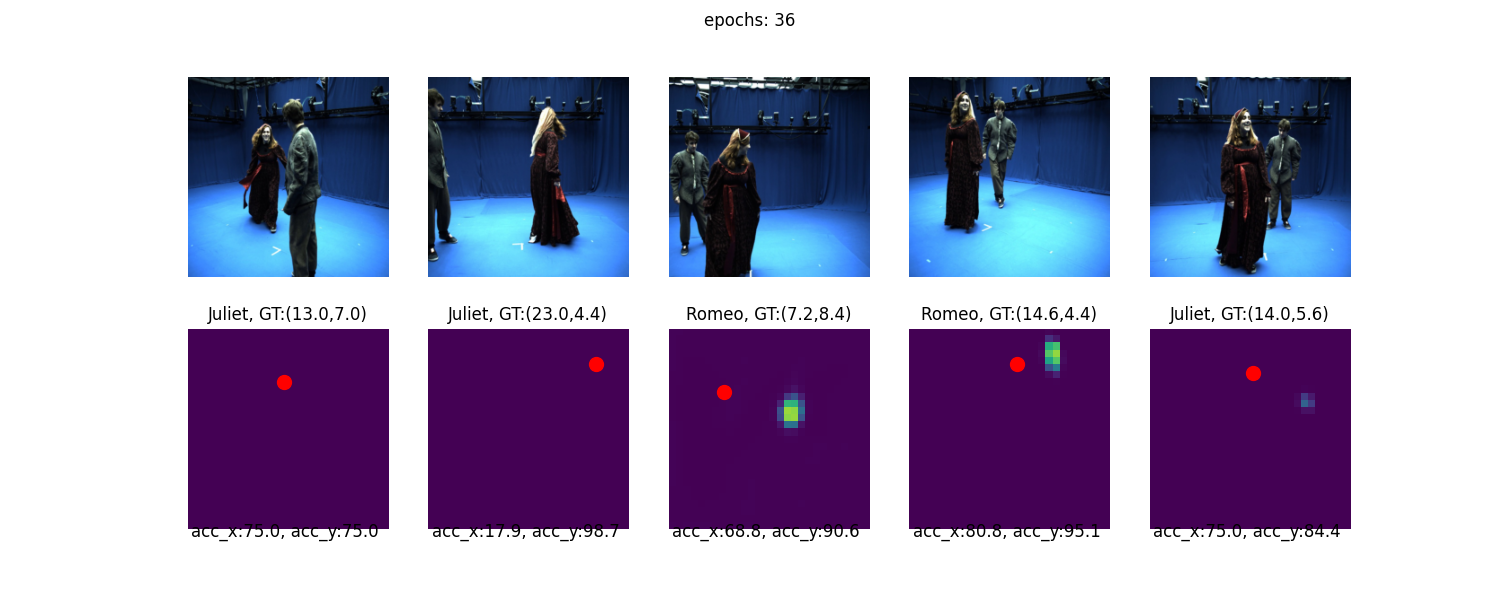 epochs: 36
Juliet, GT:(13.0,7.0)
Juliet, GT:(23.0,4.4)
Romeo, GT:(7.2,8.4)
Romeo, GT:(14.6,4.4)
Juliet, GT:(14.0,5.6)
acc_x:75.0, acc_y:75.0
acc_x:17.9, acc_y:98.7
acc_x:68.8, acc_y:90.6
acc_x:80.8, acc_y:95.1
acc_x:75.0, acc_y:84.4